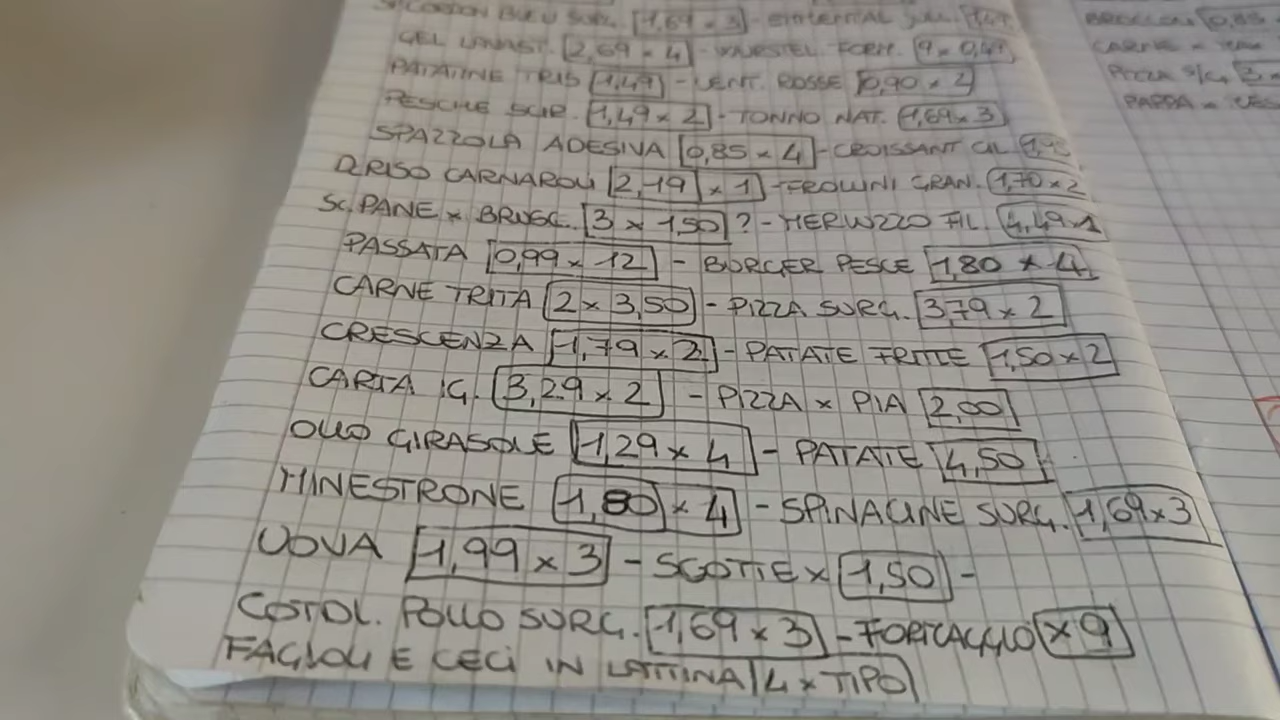 CORDON BLEU SURG. 1,69 x 3 - EMMENTAL
GEL LAVAST. 2,69 x 4 - WURSTEL FORM. 9 x 0,49
PATATINE TRIS 1,49 - LENT. ROSSE 0,90 x 2
PESCHE SCIR. 1,49 x 2 - TONNO NAT. 1,69 x 3
SPAZZOLA ADESIVA 0,85 x 4 - CROISSANT CIL
RISO CARNAROLI 2,19 x 1 - FROLLINI GRAN. 1,70 x 2
PANE x BRUSC. 3 x 1,50 ? - MERLUZZO FIL. 4,49 x 1
PASSATA 0,99 x 12 - BURGER PESCE 1,80 x 4
CARNE TRITA 2 x 3,50 - PIZZA SURG. 3,79 x 2
CRESCENZA 1,79 x 2 - PATATE FRITTE 1,50 x 2
CARTA IG. 3,29 x 2 - PIZZA x PIA 2,00
OLIO GIRASOLE 1,29 x 4 - PATATE 4,50
MINESTRONE 1,80 x 4 - SPINACINE SURG. 1,69 x 3
UOVA 1,99 x 3 - SCOTTEX 1,50 -
COTOL. POLLO SURG. 1,69 x 3 - FORMAGGIO x 9
FAGIOLI E CECI IN LATTINA 4 x TIPO
CARNE x
PIZZA S/G. 3
PAPPA x